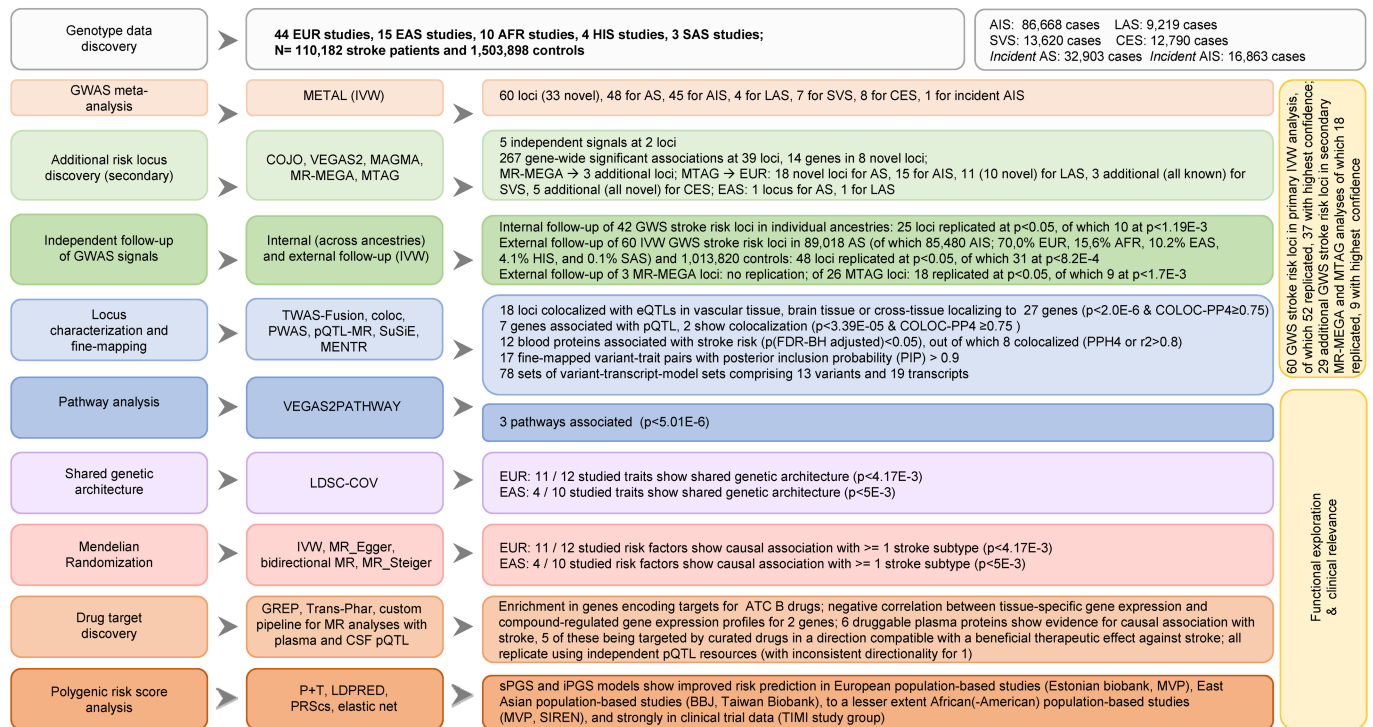 Genotype data
discovery
44 EUR studies, 15 EAS studies, 10 AFR studies, 4 HIS studies, 3 SAS studies;
N= 110,182 stroke patients and 1,503,898 controls
AIS: 86,668 cases LAS: 9,219 cases
SVS: 13,620 cases CES: 12,790 cases
Incident AS: 32,903 cases Incident AIS: 16,863 cases
GWAS meta-
analysis
METAL (IVW)
60 loci (33 novel), 48 for AS, 45 for AIS, 4 for LAS, 7 for SVS, 8 for CES, 1 for incident AIS
Additional risk locus
discovery (secondary)
COJO, VEGAS2, MAGMA,
MR-MEGA, MTAG
5 independent signals at 2 loci
267 gene-wide significant associations at 39 loci, 14 genes in 8 novel loci;
MR-MEGA → 3 additional loci; MTAG → EUR: 18 novel loci for AS, 15 for AIS, 11 (10 novel) for LAS, 3 additional (all known) for
SVS, 5 additional (all novel) for CES; EAS: 1 locus for AS, 1 for LAS
Independent follow-up
of GWAS signals
Internal (across ancestries)
and external follow-up (IVW)
Internal follow-up of 42 GWS stroke risk loci in individual ancestries: 25 loci replicated at p<0.05, of which 10 at p<1.19E-3
External follow-up of 60 IVW GWS stroke risk loci in 89,018 AS (of which 85,480 AIS; 70,0% EUR, 15,6% AFR, 10.2% EAS,
4.1% HIS, and 0.1% SAS) and 1,013,820 controls: 48 loci replicated at p<0.05, of which 31 at p<8.2E-4
External follow-up of 3 MR-MEGA loci: no replication; of 26 MTAG loci: 18 replicated at p<0.05, of which 9 at p<1.7E-3
Locus
characterization and
fine-mapping
TWAS-Fusion, coloc,
PWAS, pQTL-MR, SuSiE,
MENTR
18 loci colocalized with eQTLs in vascular tissue, brain tissue or cross-tissue localizing to 27 genes (p<2.0E-6 & COLOC-PP4≥0.75)
7 genes associated with pQTL, 2 show colocalization (p<3.39E-05 & COLOC-PP4 ≥0.75 )
12 blood proteins associated with stroke risk (p(FDR-BH adjusted)<0.05), out of which 8 colocalized (PPH4 or r2>0.8)
17 fine-mapped variant-trait pairs with posterior inclusion probability (PIP) > 0.9
78 sets of variant-transcript-model sets comprising 13 variants and 19 transcripts
Pathway analysis
VEGAS2PATHWAY
3 pathways associated (p<5.01E-6)
60 GWS stroke risk loci in primary IVW analysis,
of which 52 replicated, 37 with highest confidence;
29 additional GWS stroke risk loci in secondary
MR-MEGA and MTAG analyses of which 18
replicated, 9 with highest confidence
Shared genetic
architecture
LDSC-COV
EUR: 11 / 12 studied traits show shared genetic architecture (p<4.17E-3)
EAS: 4 / 10 studied traits show shared genetic architecture (p<5E-3)
Mendelian
Randomization
IVW, MR_Egger,
bidirectional MR, MR_Steiger
EUR: 11 / 12 studied risk factors show causal association with >= 1 stroke subtype (p<4.17E-3)
EAS: 4 / 10 studied risk factors show causal association with >= 1 stroke subtype (p<5E-3)
Drug target
discovery
GREP, Trans-Phar, custom
pipeline for MR analyses with
plasma and CSF pQTL
Enrichment in genes encoding targets for ATC B drugs; negative correlation between tissue-specific gene expression and
compound-regulated gene expression profiles for 2 genes; 6 druggable plasma proteins show evidence for causal association with
stroke, 5 of these being targeted by curated drugs in a direction compatible with a beneficial therapeutic effect against stroke; all
replicate using independent pQTL resources (with inconsistent directionality for 1)
Polygenic risk score
analysis
P+T, LDPRED,
PRScs, elastic net
sPGS and iPGS models show improved risk prediction in European population-based studies (Estonian biobank, MVP), East
Asian population-based studies (BBJ, Taiwan Biobank), to a lesser extent African(-American) population-based studies
(MVP, SIREN), and strongly in clinical trial data (TIMI study group)
Functional exploration
& clinical relevance